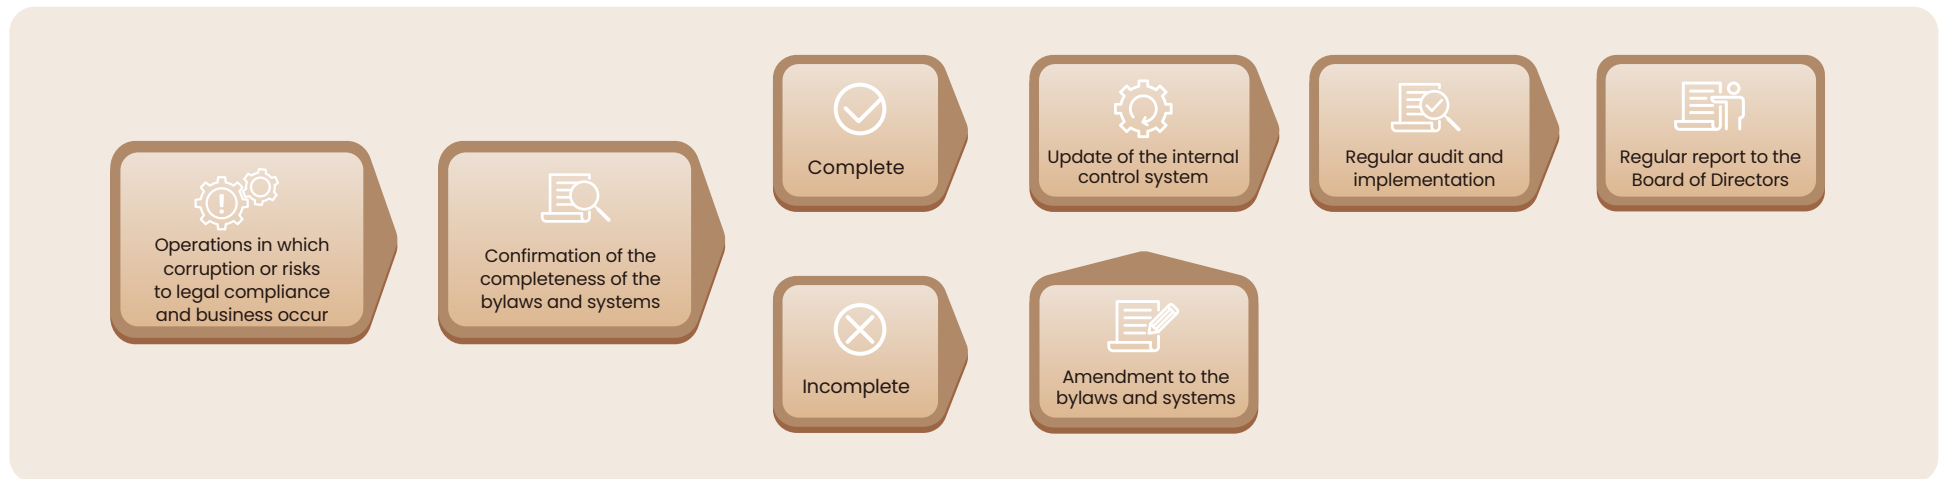 Operations in which
corruption or risks
to legal compliance
and business occur
Confirmation of the
completeness of the
bylaws and systems
Complete
Update of the internal
control system
Regular audit and
implementation
Regular report to the
Board of Directors
Incomplete
Amendment to the
bylaws and systems